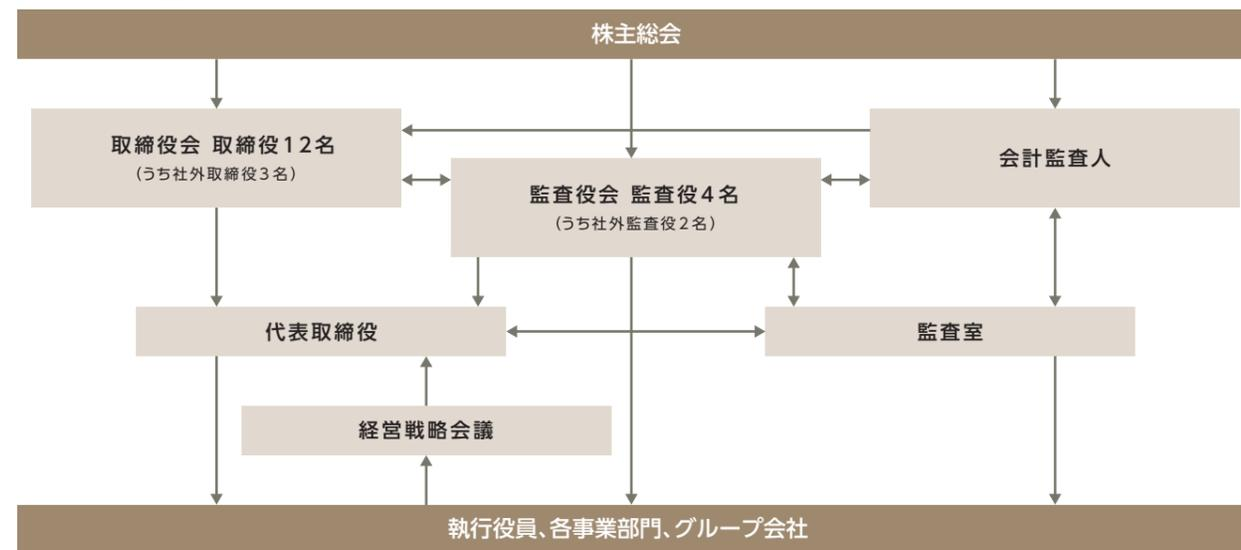 株主総会
取締役会 取締役12名
(うち社外取締役3名)
会計監査人
監査役会 監査役4名
(うち社外監査役2名)
代表取締役
監査室
経営戦略会議
執行役員、各事業部門、グループ会社